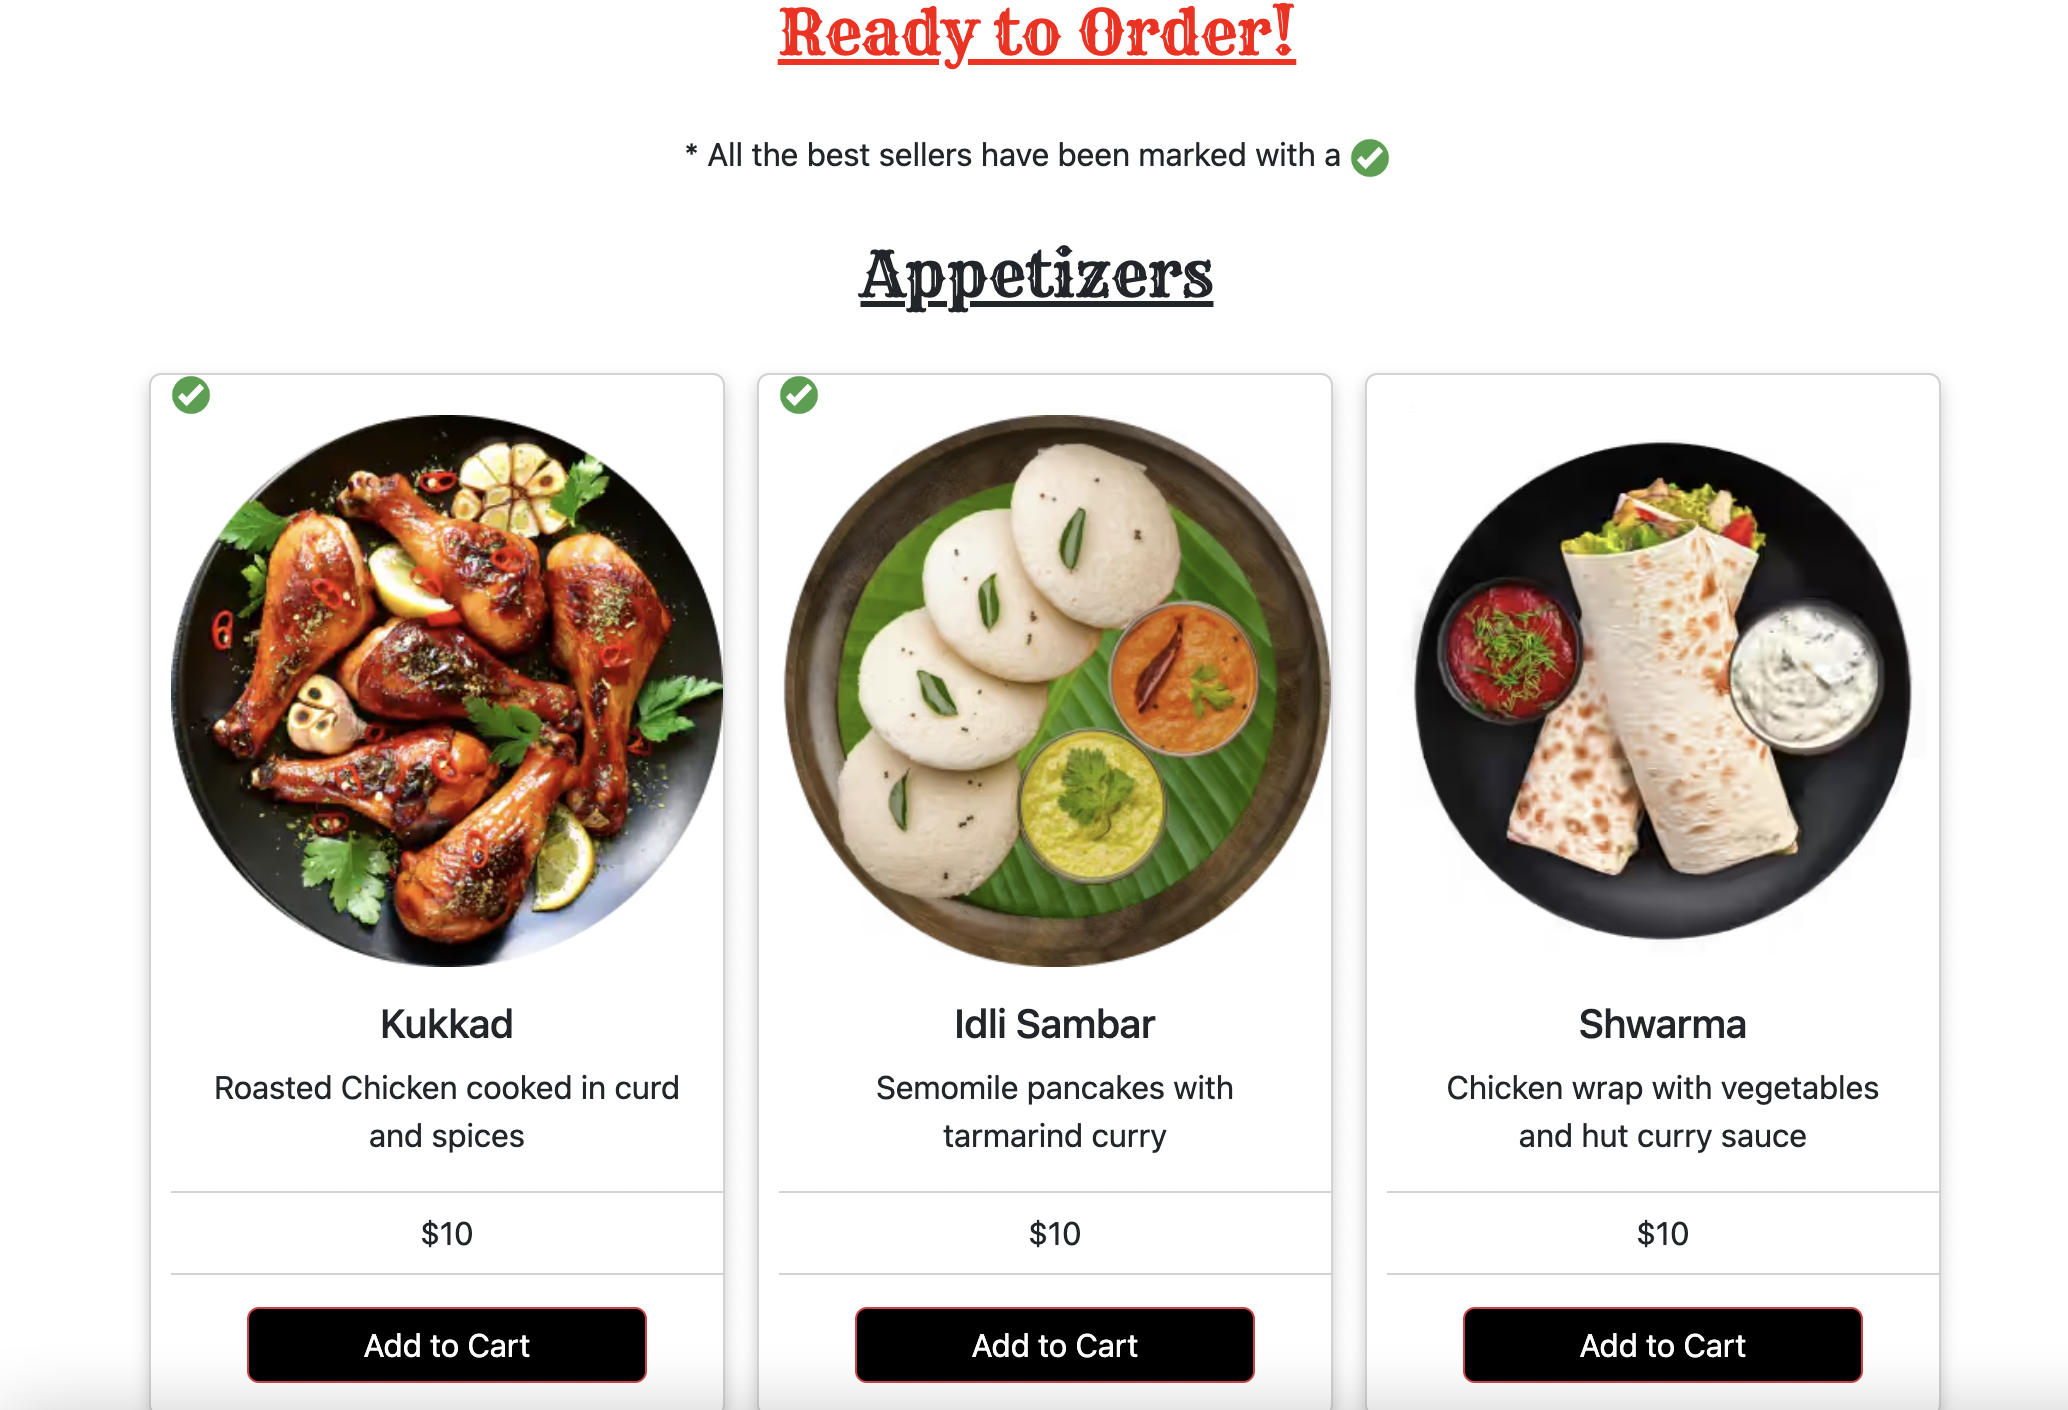 Ready to Order!
* All the best sellers have been marked with a
Appetizers
Kukkad
Roasted Chicken cooked in curd
and spices
$10
Add to Cart
Idli Sambar
Semomile pancakes with
tarmarind curry
$10
Add to Cart
Shwarma
Chicken wrap with vegetables
and hut curry sauce
$10
Add to Cart